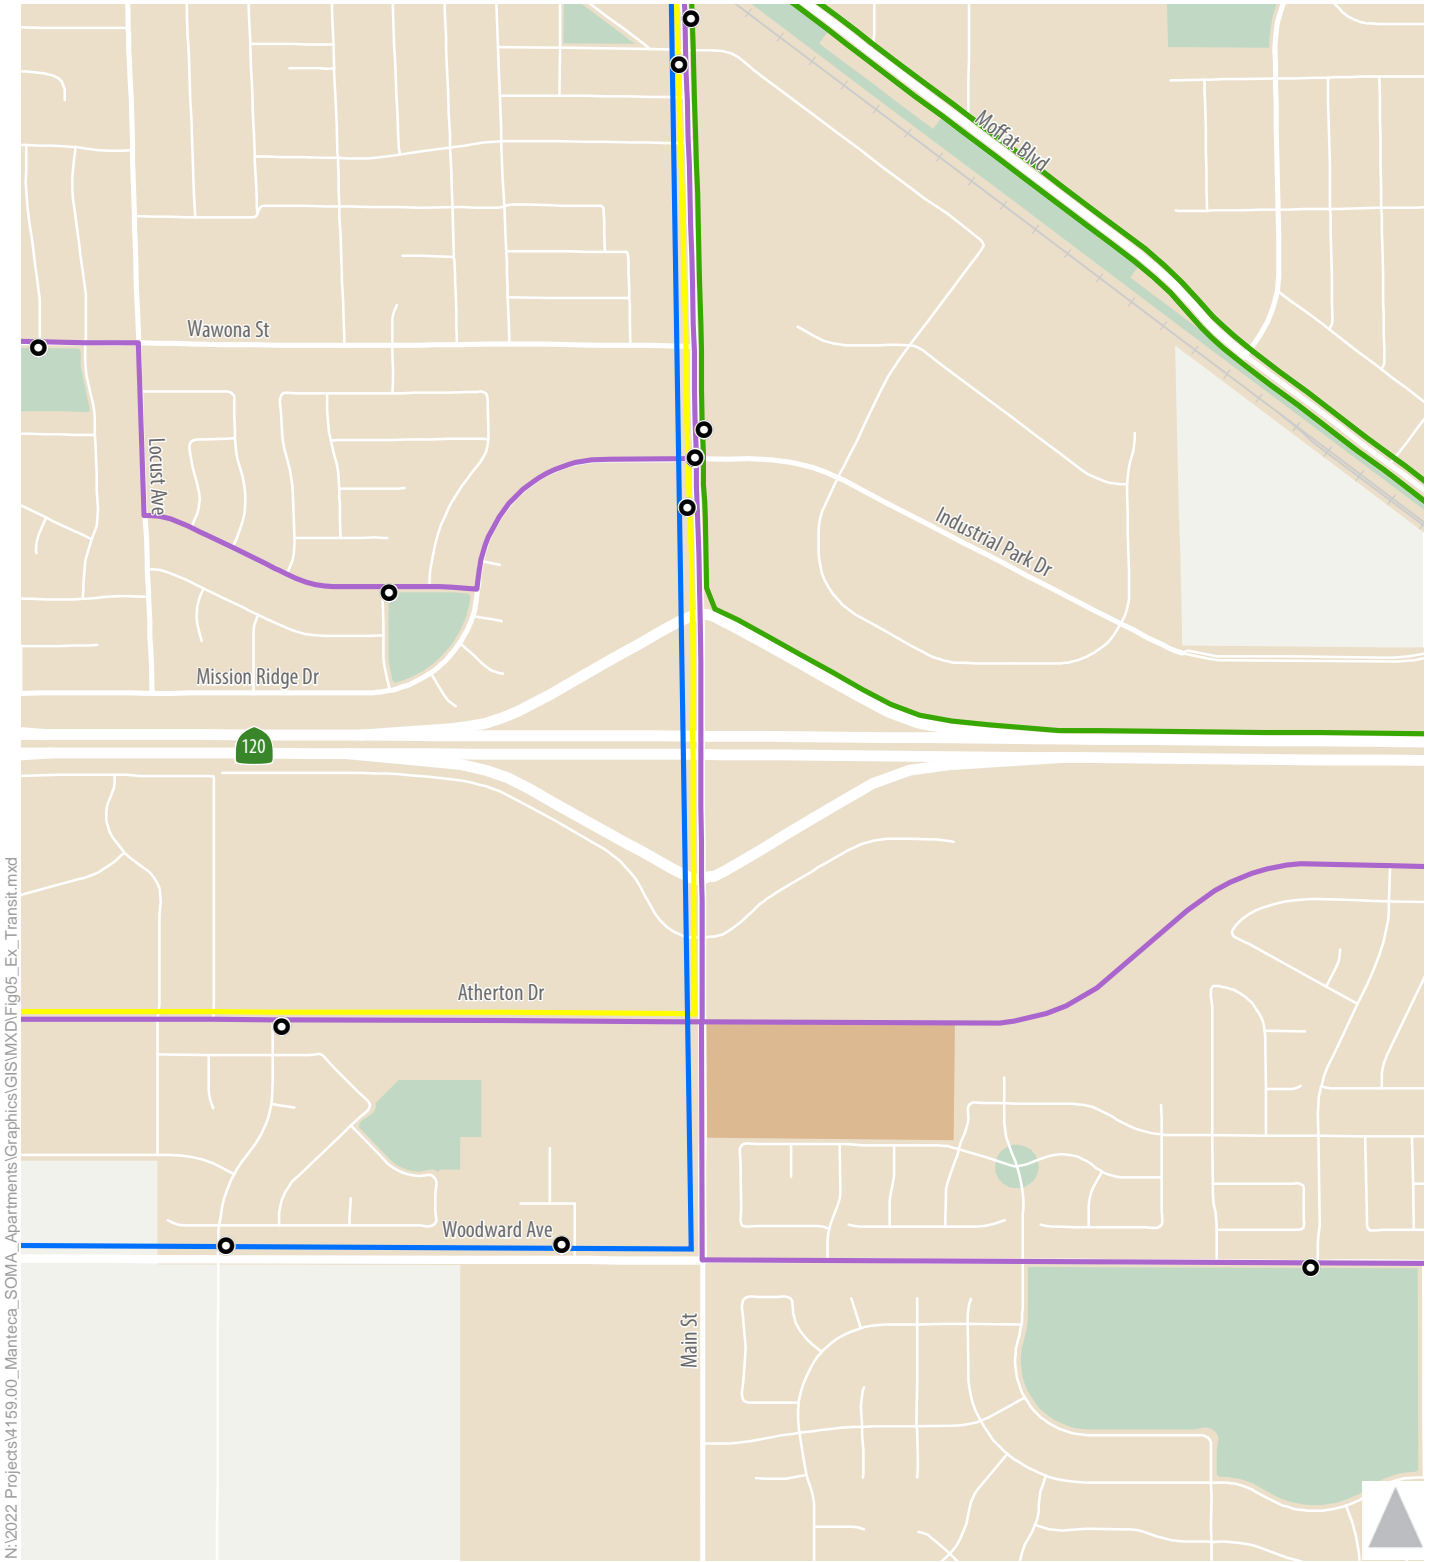 Moffat Blvd
Wawona St
Locust Ave
Industrial Park Dr
Mission Ridge Dr
120
Atherton Dr
Woodward Ave
Main St
N:\2022 Projects\4159.00_Manteca_SOMA_Apartments\Graphics\GIS\MXD\Fig05_Ex_Transit.mxd